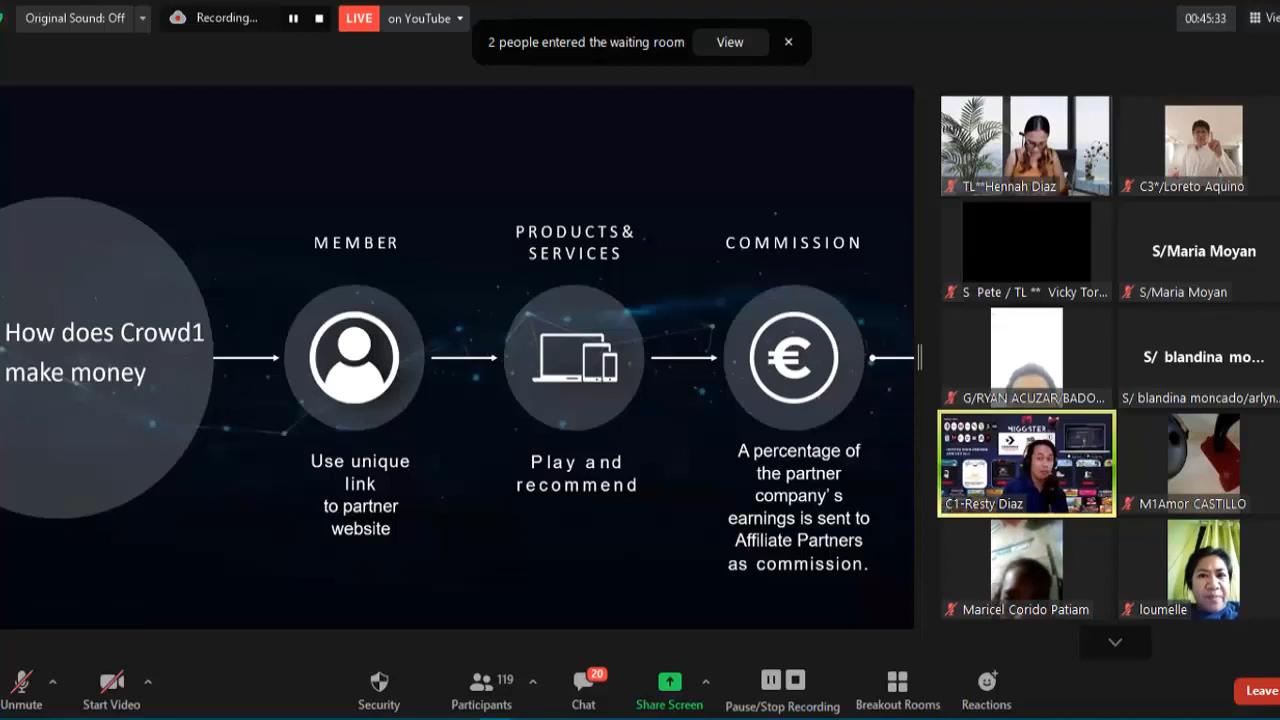 Original Sound: Off
Recording...
LIVE
on YouTube
2 people entered the waiting room
View
00:45:33
How does Crowd1
make money
MEMBER
Use unique
link
to partner
website
PRODUCTS&
SERVICES
Play and
recommend
COMMISSION
€
A percentage of
the partner
company's
earnings is sent to
Affiliate Partners
as commission.
TL**Hennah Diaz
C3*/Loreto Aquino
S Pete / TL ** Vicky Tor...
S/Maria Moyan
S/Maria Moyan
G/RYAN ACUZAR/BADO...
S/ blandina mo...
S/ blandina moncado/arlyn
MIGGSTER
C1-Resty Diaz
M1Amor CASTILLO
Maricel Corido Patiam
loumelle
Unmute
Start Video
Security
Participants
119
Chat
20
Share Screen
Pause/Stop Recording
Breakout Rooms
Reactions
Leave